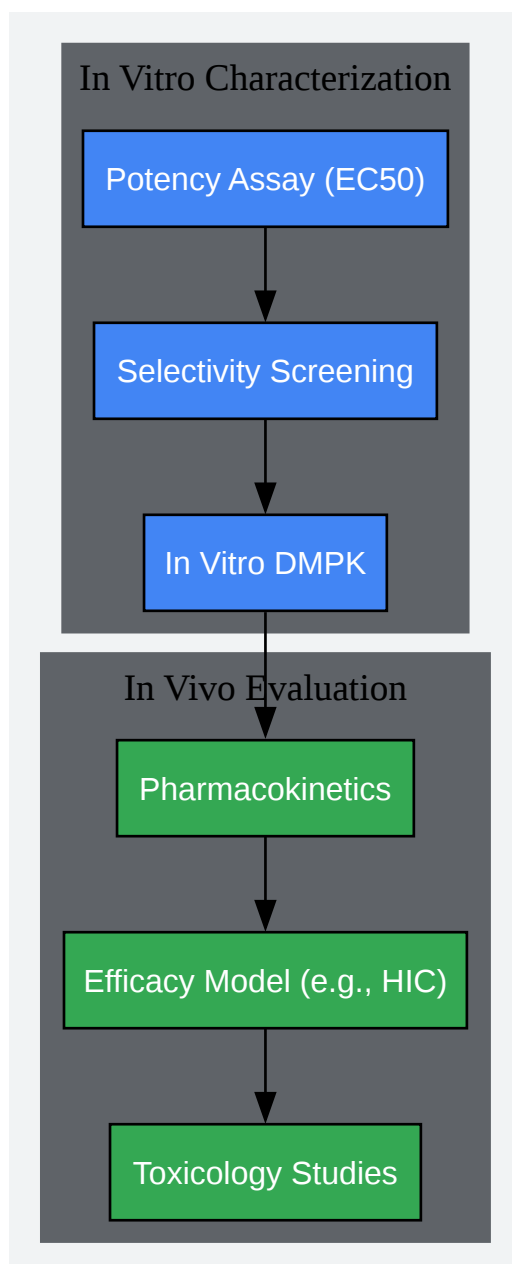 In Vitro Characterization
Potency Assay (EC50)
Selectivity Screening
In Vitro DMPK
In Vivo Evaluation
Pharmacokinetics
Efficacy Model (e.g., HIC)
Toxicology Studies